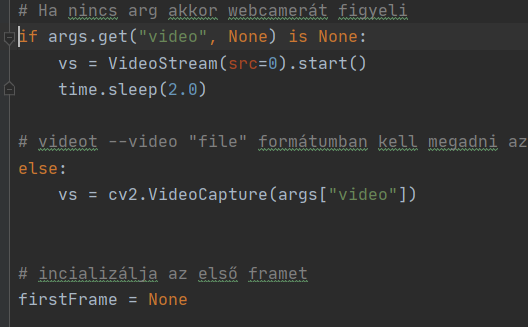 # Ha nincs arg akkor webcamerát figyeli
if args.get("video", None) is None:
    vs = VideoStream(src=0).start()
    time.sleep(2.0)
# videot --video "file" formátumban kell megadni az
else:
    vs = cv2.VideoCapture(args["video"])
# incializálja az első framet
firstFrame = None